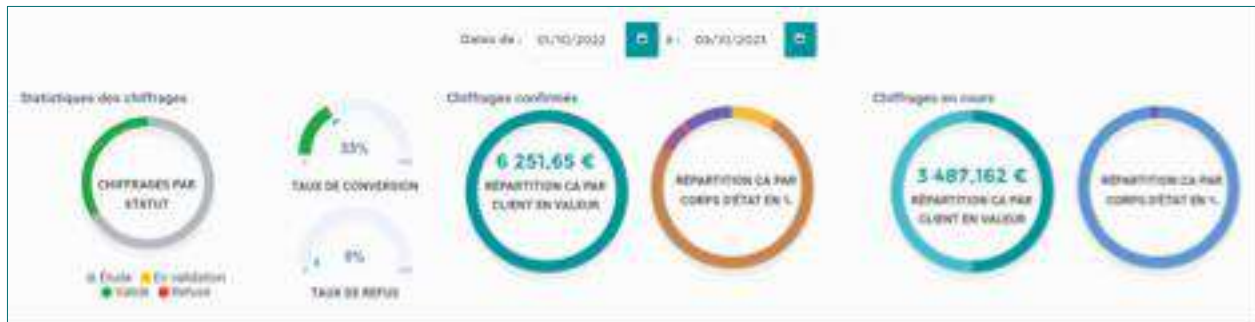 Dates de : 01/10/2022 à : 03/10/2023
Statistiques des chiffrages
CHIFFRAGES PAR
STATUT
Étude En validation
Validé Refusé
33%
TAUX DE CONVERSION
0%
TAUX DE REFUS
Chiffrages confirmés
6 251,65 €
RÉPARTITION CA PAR
CLIENT EN VALEUR
RÉPARTITION CA PAR
CORPS D'ÉTAT EN %
Chiffrages en cours
3 487,162 €
RÉPARTITION CA PAR
CLIENT EN VALEUR
RÉPARTITION CA PAR
CORPS D'ÉTAT EN %